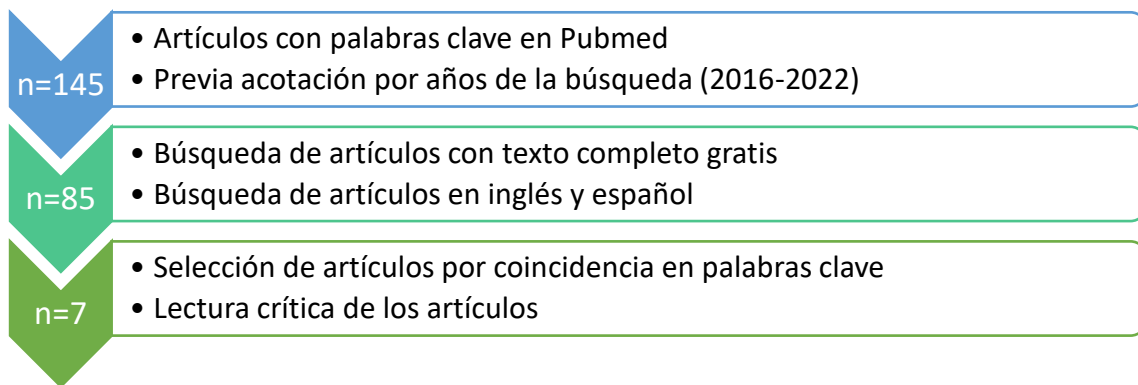 n=145
• Artículos con palabras clave en Pubmed
• Previa acotación por años de la búsqueda (2016-2022)
n=85
• Búsqueda de artículos con texto completo gratis
• Búsqueda de artículos en inglés y español
n=7
• Selección de artículos por coincidencia en palabras clave
• Lectura crítica de los artículos